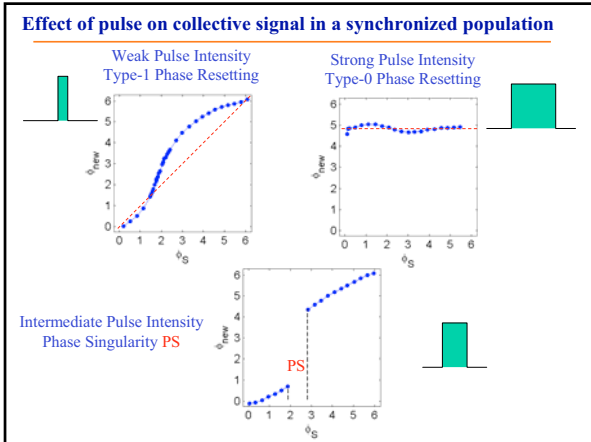 Effect of pulse on collective signal in a synchronized population
Weak Pulse Intensity
Type-1 Phase Resetting
6
5
4
3
2
1
0
ϕnew
0 1 2 3 4 5 6
ϕS
Strong Pulse Intensity
Type-0 Phase Resetting
6
5
4
3
2
1
0
ϕnew
0 1 2 3 4 5 6
ϕS
Intermediate Pulse Intensity
Phase Singularity PS
6
5
4
3
2
1
0
ϕnew
PS
0 1 2 3 4 5 6
ϕS